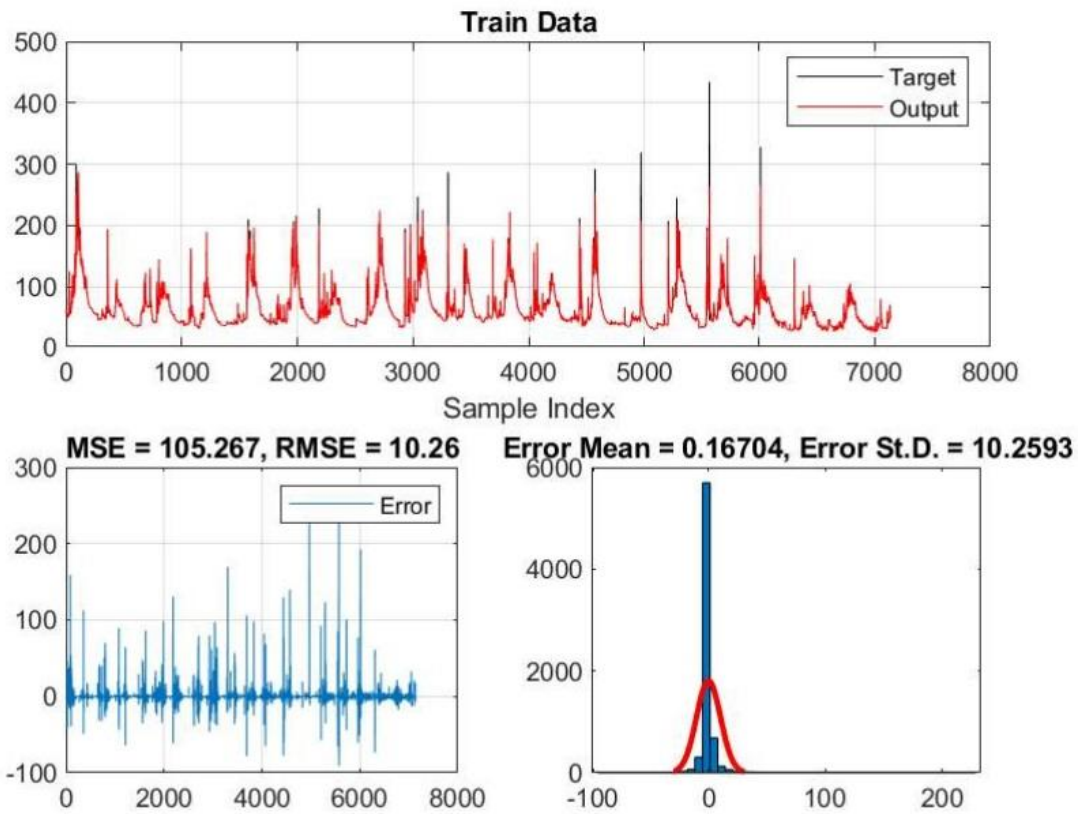 Train Data
500
400
300
200
100
0
Target
Output
0 1000 2000 3000 4000 5000 6000 7000 8000
Sample Index
MSE = 105.267, RMSE = 10.26
300
200
100
0
-100
Error
0 2000 4000 6000 8000
Error Mean = 0.16704, Error St.D. = 10.2593
6000
4000
2000
0
-100 0 100 200